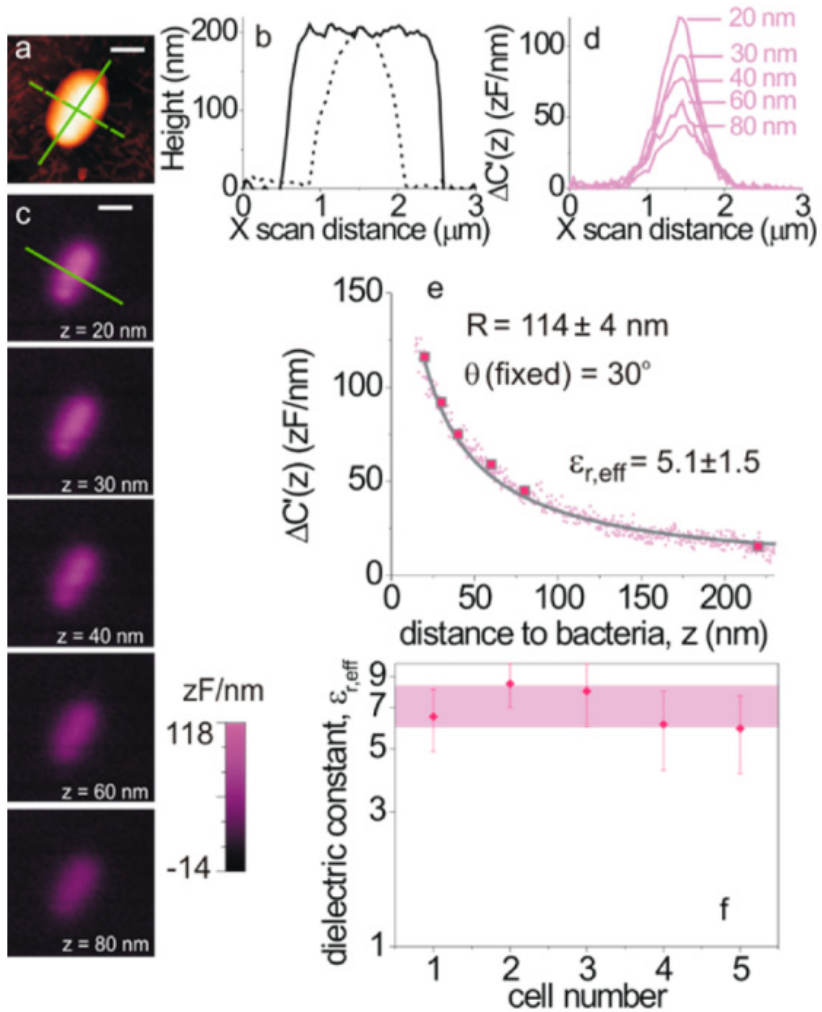 a
b
Height (nm)
200
100
0
0 1 2 3
X scan distance (μm)
d
ΔC'(z) (zF/nm)
100
50
0
20 nm
30 nm
40 nm
60 nm
80 nm
0 1 2 3
X scan distance (μm)
c
z = 20 nm
z = 30 nm
z = 40 nm
z = 60 nm
z = 80 nm
zF/nm
118
-14
e
ΔC'(z) (zF/nm)
150
100
50
0
R = 114 ± 4 nm
θ (fixed) = 30°
εr,eff = 5.1±1.5
0 50 100 150 200
distance to bacteria, z (nm)
dielectric constant, εr,eff
9
7
5
3
1
f
1 2 3 4 5
cell number